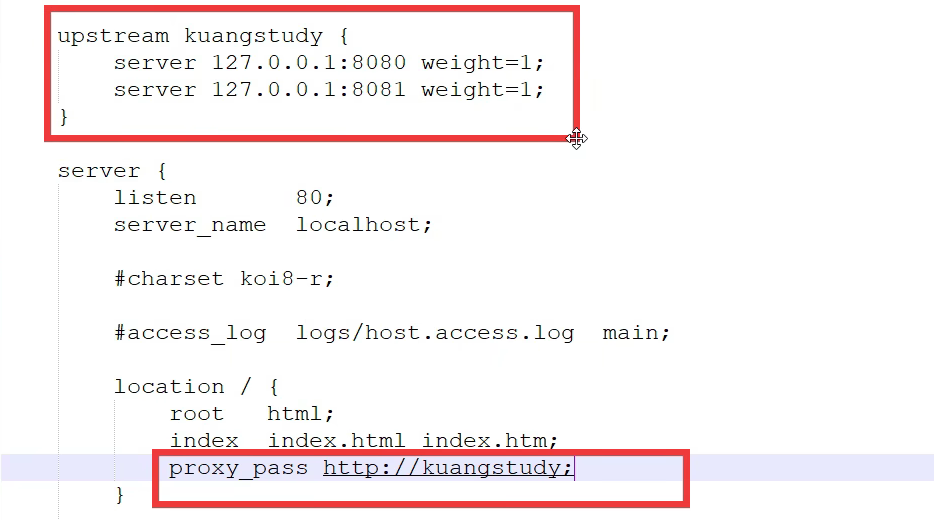 upstream kuangstudy {
    server 127.0.0.1:8080 weight=1;
    server 127.0.0.1:8081 weight=1;
}
server {
    listen       80;
    server_name  localhost;
    #charset koi8-r;
    #access_log  logs/host.access.log  main;
    location / {
        root   html;
        index  index.html index.htm;
        proxy_pass http://kuangstudy;
    }